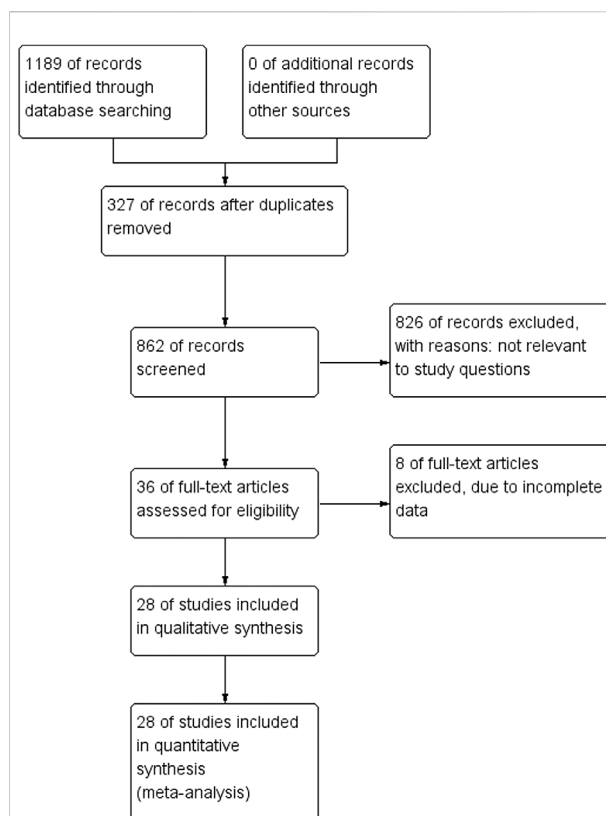 1189 of records
identified through
database searching
0 of additional records
identified through
other sources
327 of records after duplicates
removed
862 of records
screened
826 of records excluded,
with reasons: not relevant
to study questions
36 of full-text articles
assessed for eligibility
8 of full-text articles
excluded, due to incomplete
data
28 of studies included
in qualitative synthesis
28 of studies included
in quantitative
synthesis
(meta-analysis)